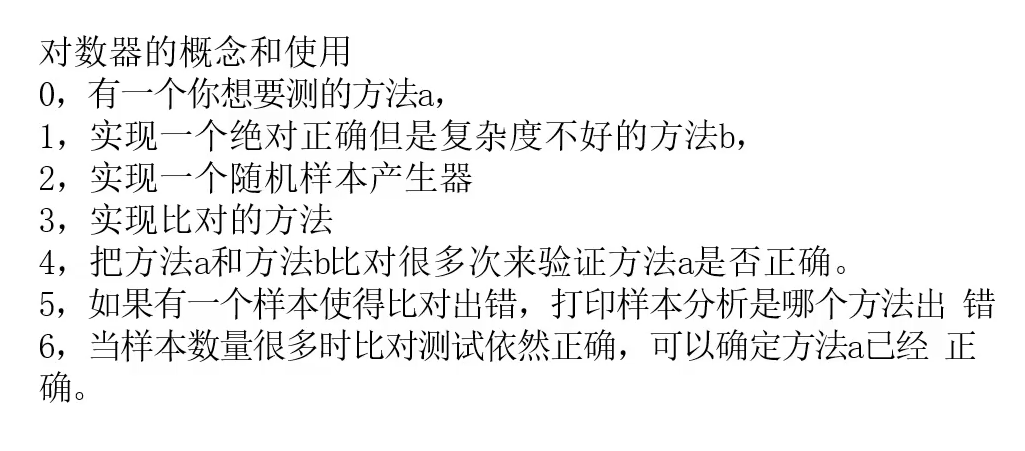 对数器的概念和使用
0，有一个你想要测的方法a，
1，实现一个绝对正确但是复杂度不好的方法b，
2，实现一个随机样本产生器
3，实现比对的方法
4，把方法a和方法b比对很多次来验证方法a是否正确。
5，如果有一个样本使得比对出错，打印样本分析是哪个方法出 错
6，当样本数量很多时比对测试依然正确，可以确定方法a已经 正
确。